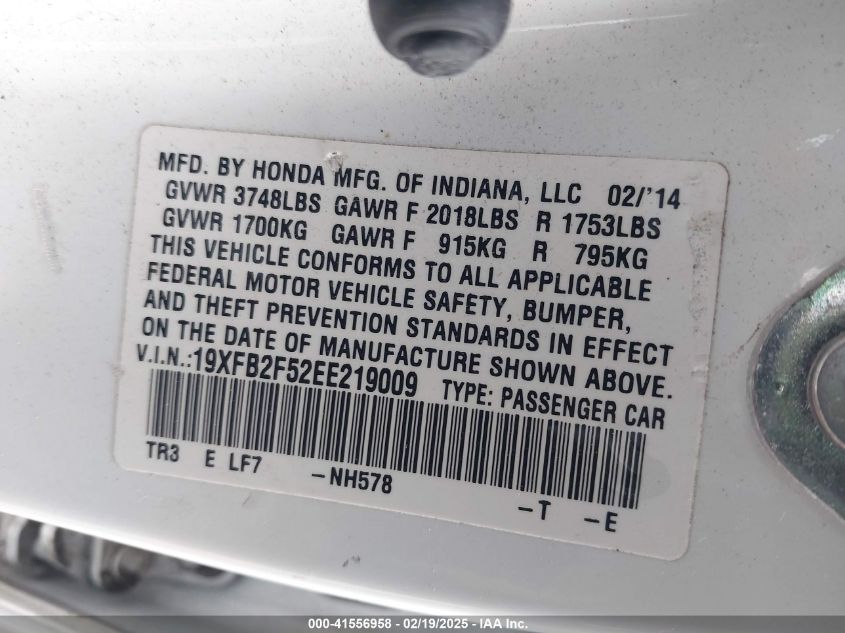 MFD. BY HONDA MFG. OF INDIANA, LLC 02/'14
GVWR 3748LBS GAWR F 2018LBS R 1753LBS
GVWR 1700KG GAWR F 915KG R 795KG
THIS VEHICLE CONFORMS TO ALL APPLICABLE
FEDERAL MOTOR VEHICLE SAFETY, BUMPER,
AND THEFT PREVENTION STANDARDS IN EFFECT
ON THE DATE OF MANUFACTURE SHOWN ABOVE.
V.I.N.:19XFB2F52EE219009 TYPE: PASSENGER CAR
TR3 E LF7 -NH578 -T -E
000-41556958 - 02/19/2025 - IAA Inc.